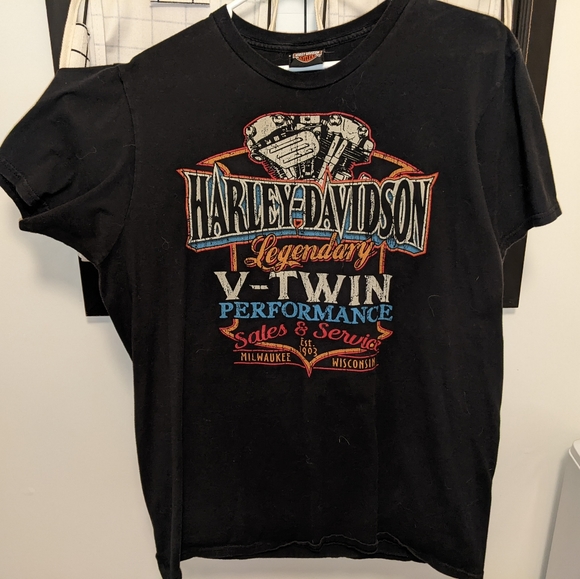 HARLEY-DAVIDSON
Legendary
V-TWIN
PERFORMANCE
Sales & Service
Est.
1903
MILWAUKEE WISCONSIN